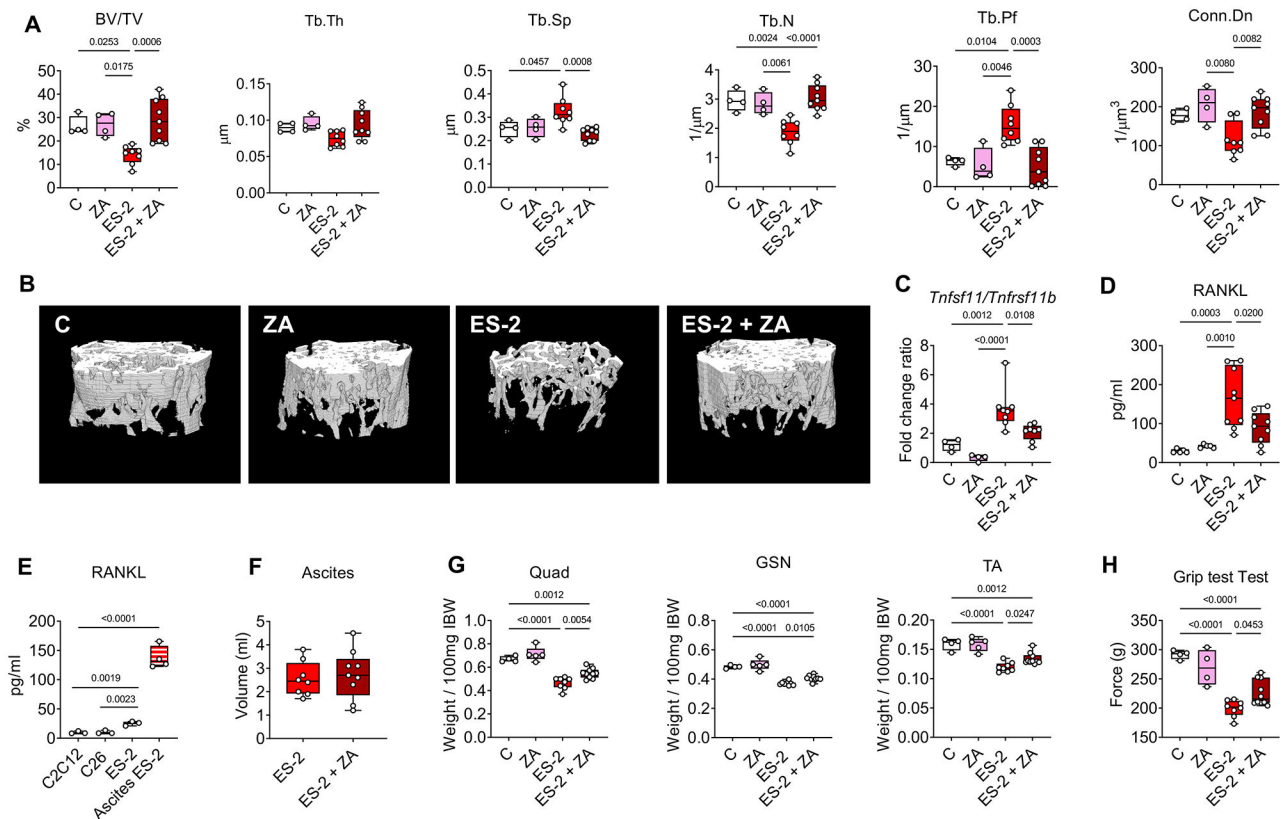 A
BV/TV
0.0253 0.0006
0.0175
%
50
40
30
20
10
0
C
ZA
ES-2
ES-2 + ZA
Tb.Th
µm
0.15
0.10
0.05
0.00
C
ZA
ES-2
ES-2 + ZA
Tb.Sp
0.0457 0.0008
µm
0.5
0.4
0.3
0.2
0.1
0.0
C
ZA
ES-2
ES-2 + ZA
Tb.N
0.0024 <0.0001
0.0061
1/µm
4
3
2
1
0
C
ZA
ES-2
ES-2 + ZA
Tb.Pf
0.0104 0.0003
0.0046
1/µm
30
20
10
0
C
ZA
ES-2
ES-2 + ZA
Conn.Dn
0.0082
0.0080
1/µm³
300
200
100
0
C
ZA
ES-2
ES-2 + ZA
B
C
ZA
ES-2
ES-2 + ZA
C
Tnfsf11/Tnfrsf11b
0.0012 0.0108
<0.0001
Fold change ratio
8
6
4
2
0
C
ZA
ES-2
ES-2 + ZA
D
RANKL
0.0003 0.0200
0.0010
pg/ml
300
200
100
0
C
ZA
ES-2
ES-2 + ZA
E
RANKL
<0.0001
0.0019
0.0023
pg/ml
200
150
100
50
0
C2C12
C26
ES-2
Ascites ES-2
F
Ascites
Volume (ml)
5
4
3
2
1
0
ES-2
ES-2 + ZA
G
Quad
0.0012
<0.0001 0.0054
Weight / 100mg IBW
1.0
0.8
0.6
0.4
0.2
0.0
C
ZA
ES-2
ES-2 + ZA
GSN
<0.0001
<0.0001 0.0105
Weight / 100mg IBW
0.8
0.6
0.4
0.2
0.0
C
ZA
ES-2
ES-2 + ZA
TA
0.0012
<0.0001 0.0247
Weight / 100mg IBW
0.20
0.15
0.10
0.05
0.00
C
ZA
ES-2
ES-2 + ZA
H
Grip test Test
<0.0001
<0.0001 0.0453
Force (g)
350
300
250
200
150
C
ZA
ES-2
ES-2 + ZA